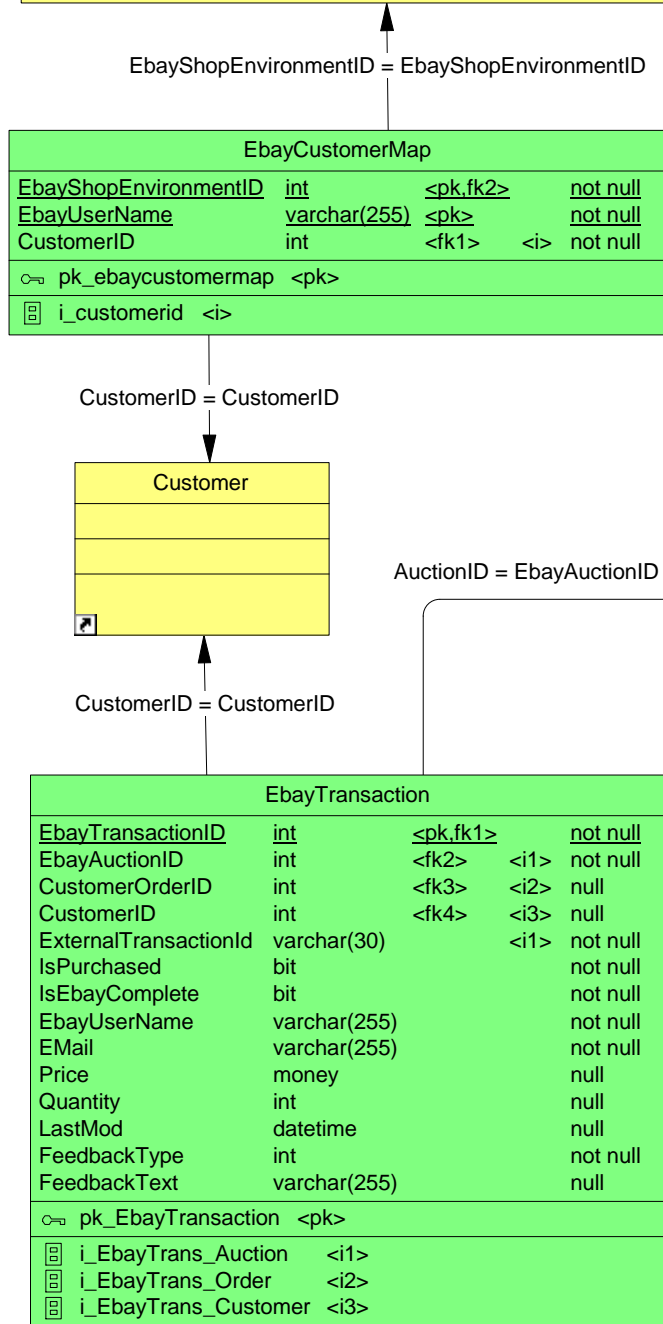 EbayShopEnvironmentID = EbayShopEnvironmentID
EbayCustomerMap
EbayShopEnvironmentID int <pk,fk2> not null
EbayUserName varchar(255) <pk> not null
CustomerID int <fk1> <i> not null
pk_ebaycustomermap <pk>
i_customerid <i>
CustomerID = CustomerID
Customer
AuctionID = EbayAuctionID
CustomerID = CustomerID
EbayTransaction
EbayTransactionID int <pk,fk1> not null
EbayAuctionID int <fk2> <i1> not null
CustomerOrderID int <fk3> <i2> null
CustomerID int <fk4> <i3> null
ExternalTransactionId varchar(30) <i1> not null
IsPurchased bit not null
IsEbayComplete bit not null
EbayUserName varchar(255) not null
EMail varchar(255) not null
Price money null
Quantity int null
LastMod datetime null
FeedbackType int not null
FeedbackText varchar(255) null
pk_EbayTransaction <pk>
i_EbayTrans_Auction <i1>
i_EbayTrans_Order <i2>
i_EbayTrans_Customer <i3>